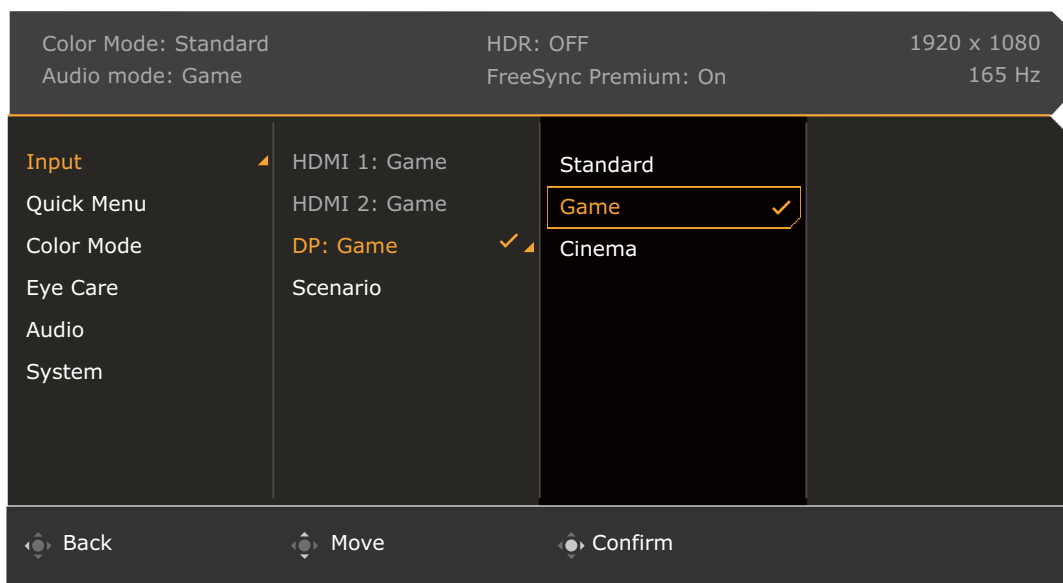 Color Mode: Standard
HDR: OFF
1920 x 1080
Audio mode: Game
FreeSync Premium: On
165 Hz
Input
HDMI 1: Game
Standard
Quick Menu
HDMI 2: Game
Game
Color Mode
DP: Game
Cinema
Eye Care
Scenario
Audio
System
Back
Move
Confirm